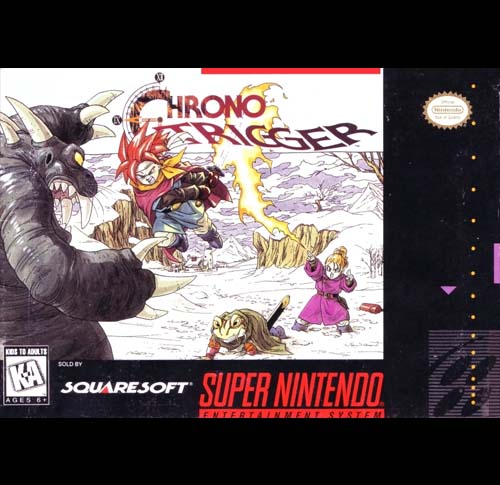 CHRONO
TRIGGER
Official
Nintendo
Seal of Quality
KIDS TO ADULTS
K-A
AGES 6+
SOLD BY
SQUARESOFT®
SUPER NINTENDO
ENTERTAINMENT SYSTEM